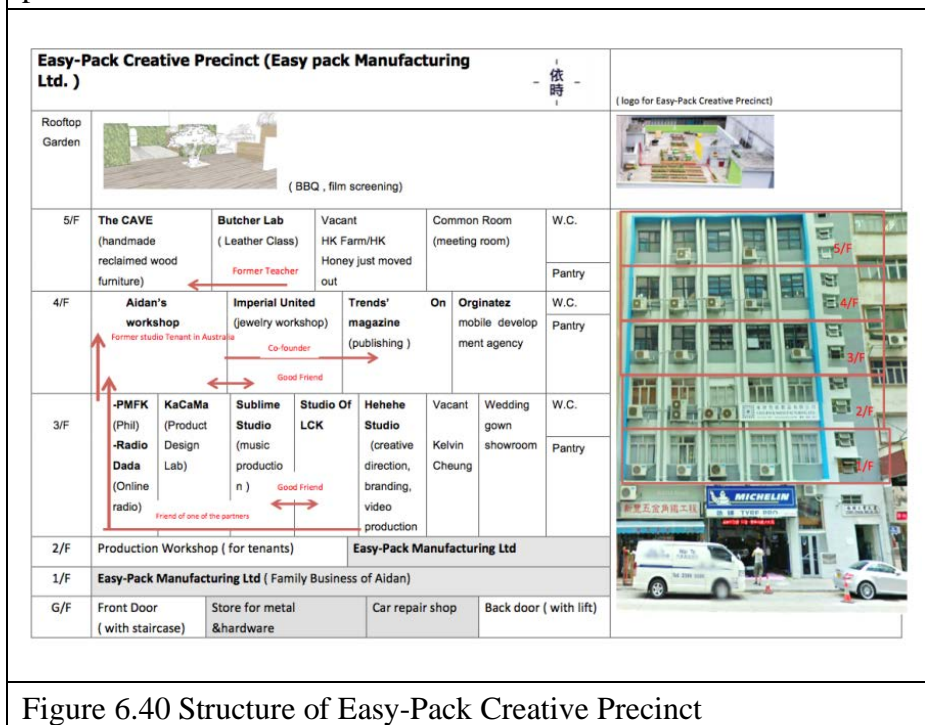 Easy-Pack Creative Precinct (Easy pack Manufacturing
Ltd. )
依
時
( logo for Easy-Pack Creative Precinct)
Rooftop
Garden
( BBQ , film screening)
5/F
The CAVE
(handmade
reclaimed wood
furniture)
Butcher Lab
( Leather Class)
Former Teacher
Vacant
HK Farm/HK
Honey just moved
out
Common Room
(meeting room)
W.C.
Pantry
4/F
Aidan's
workshop
Former studio Tenant in Australia
Imperial United
(jewelry workshop)
Co-founder
Good Friend
Trends'
magazine
(publishing )
On Orginatez
mobile develop
ment agency
W.C.
Pantry
3/F
-PMFK
(Phil)
-Radio
Dada
(Online
radio)
KaCaMa
(Product
Design
Lab)
Sublime
Studio
(music
productio
n )
Studio Of
LCK
Good Friend
Friend of one of the partners
Hehehe
Studio
(creative
direction,
branding,
video
production
Vacant
Kelvin
Cheung
Wedding
gown
showroom
W.C.
Pantry
2/F
Production Workshop ( for tenants)
Easy-Pack Manufacturing Ltd
1/F
Easy-Pack Manufacturing Ltd ( Family Business of Aidan)
G/F
Front Door
( with staircase)
Store for metal
&hardware
Car repair shop
Back door ( with lift)
5/F
4/F
3/F
2/F
1/F
MICHELIN
TYRE PRO
Figure 6.40 Structure of Easy-Pack Creative Precinct